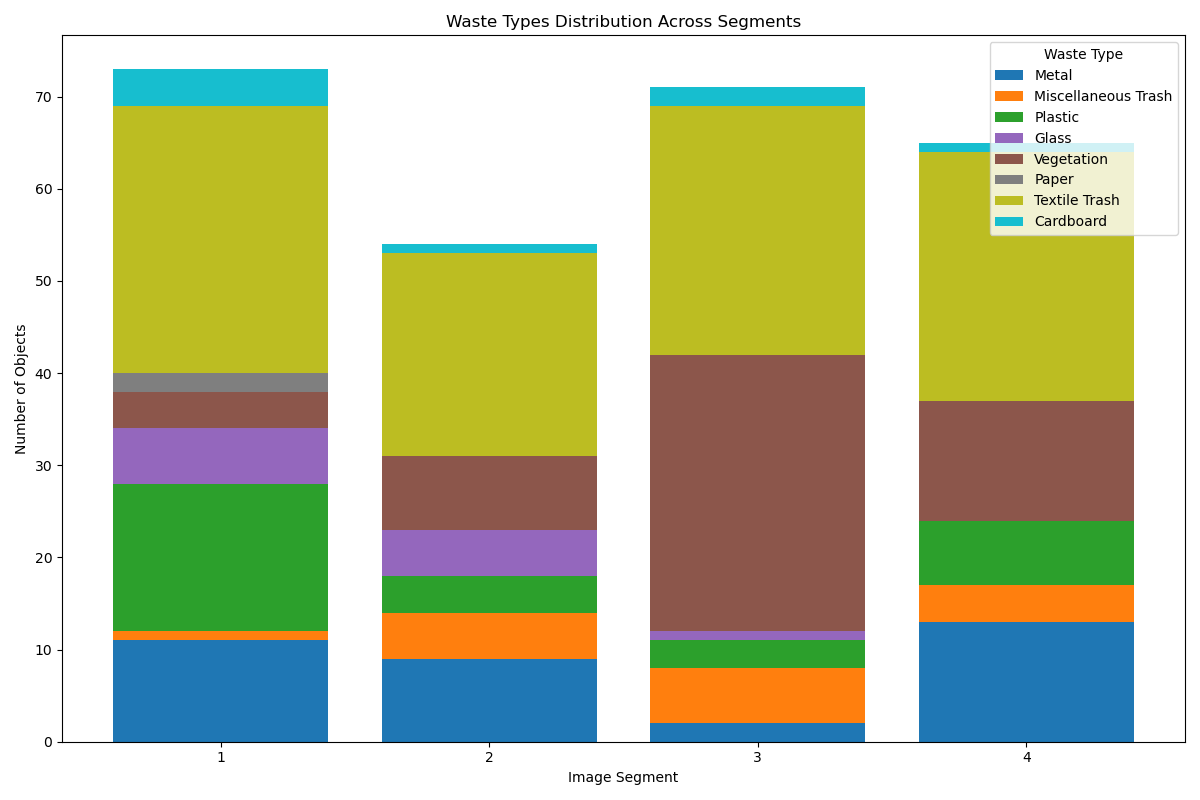 Waste Types Distribution Across Segments
Waste Type
Metal
Miscellaneous Trash
Plastic
Glass
Vegetation
Paper
Textile Trash
Cardboard
Number of Objects
70
60
50
40
30
20
10
0
1 2 3 4
Image Segment